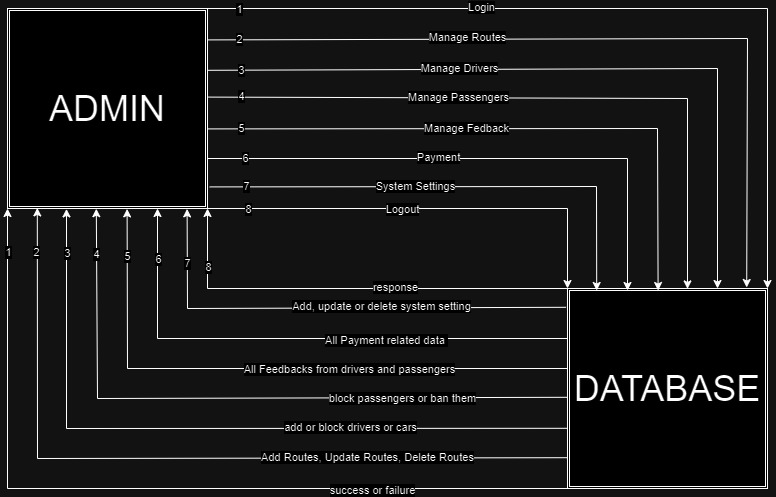 1 Login
2 Manage Routes
3 Manage Drivers
ADMIN
4 Manage Passengers
5 Manage Fedback
6 Payment
7 System Settings
8 Logout
1 2 3 4 5 6 7 8
response
Add, update or delete system setting
All Payment related data
All Feedbacks from drivers and passengers
DATABASE
block passengers or ban them
add or block drivers or cars
Add Routes, Update Routes, Delete Routes
success or failure